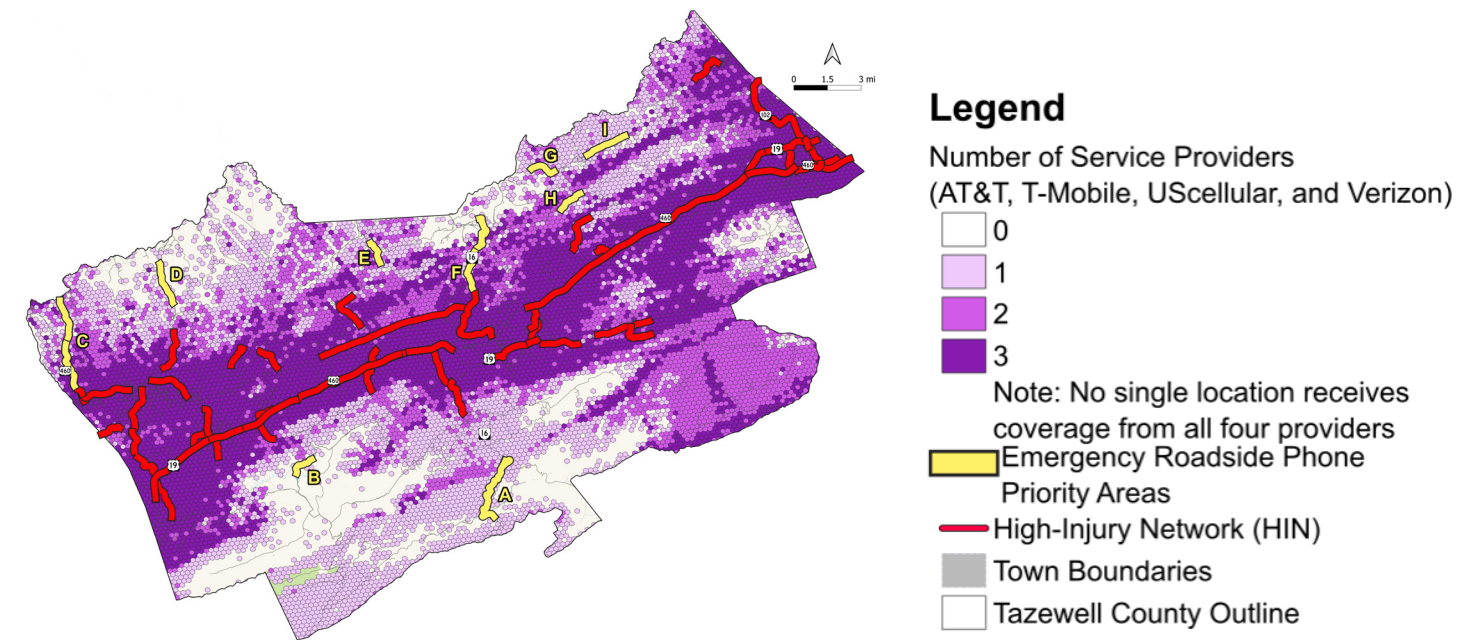 0 1.5 3 mi
102
I
19
G
460
H
460
E
16
F
D
C
460
19
460
16
B
19
A
Legend
Number of Service Providers
(AT&T, T-Mobile, UScellular, and Verizon)
0
1
2
3
Note: No single location receives
coverage from all four providers
Emergency Roadside Phone
Priority Areas
High-Injury Network (HIN)
Town Boundaries
Tazewell County Outline